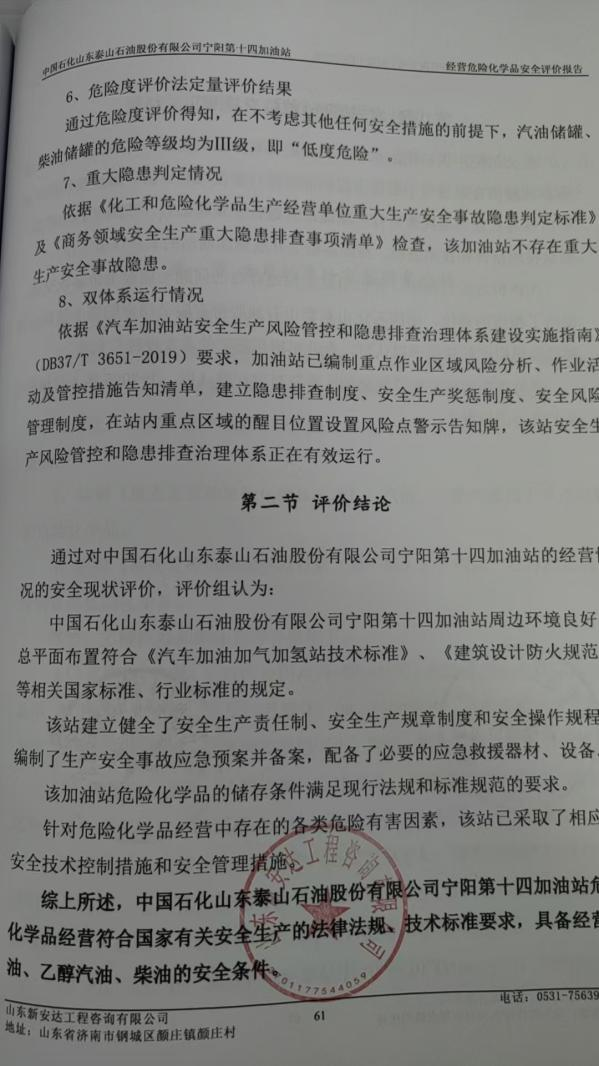 中国石化山东泰山石油股份有限公司宁阳第十四加油站
经营危险化学品安全评价报告
6、危险度评价法定量评价结果
通过危险度评价得知，在不考虑其他任何安全措施的前提下，汽油储罐、
柴油储罐的危险等级均为III级，即“低度危险”。
7、重大隐患判定情况
依据《化工和危险化学品生产经营单位重大生产安全事故隐患判定标准》
及《商务领域安全生产重大隐患排查事项清单》检查，该加油站不存在重大
生产安全事故隐患。
8、双体系运行情况
依据《汽车加油站安全生产风险管控和隐患排查治理体系建设实施指南》
（DB37/T 3651-2019）要求，加油站已编制重点作业区域风险分析、作业活
动及管控措施告知清单，建立隐患排查制度、安全生产奖惩制度、安全风险
管理制度，在站内重点区域的醒目位置设置风险点警示告知牌，该站安全生
产风险管控和隐患排查治理体系正在有效运行。
第二节 评价结论
通过对中国石化山东泰山石油股份有限公司宁阳第十四加油站的经营
况的安全现状评价，评价组认为：
中国石化山东泰山石油股份有限公司宁阳第十四加油站周边环境良好
总平面布置符合《汽车加油加气加氢站技术标准》、《建筑设计防火规范
等相关国家标准、行业标准的规定。
该站建立健全了安全生产责任制、安全生产规章制度和安全操作规程
编制了生产安全事故应急预案并备案，配备了必要的应急救援器材、设备。
该加油站危险化学品的储存条件满足现行法规和标准规范的要求。
针对危险化学品经营中存在的各类危险有害因素，该站已采取了相应
安全技术控制措施和安全管理措施。
综上所述，中国石化山东泰山石油股份有限公司宁阳第十四加油站危
化学品经营符合国家有关安全生产的法律法规、技术标准要求，具备经营
油、乙醇汽油、柴油的安全条件。
山东新安达工程咨询有限公司
01177544059
山东新安达工程咨询有限公司
61
电话：0531-75639
地址：山东省济南市钢城区颜庄镇颜庄村